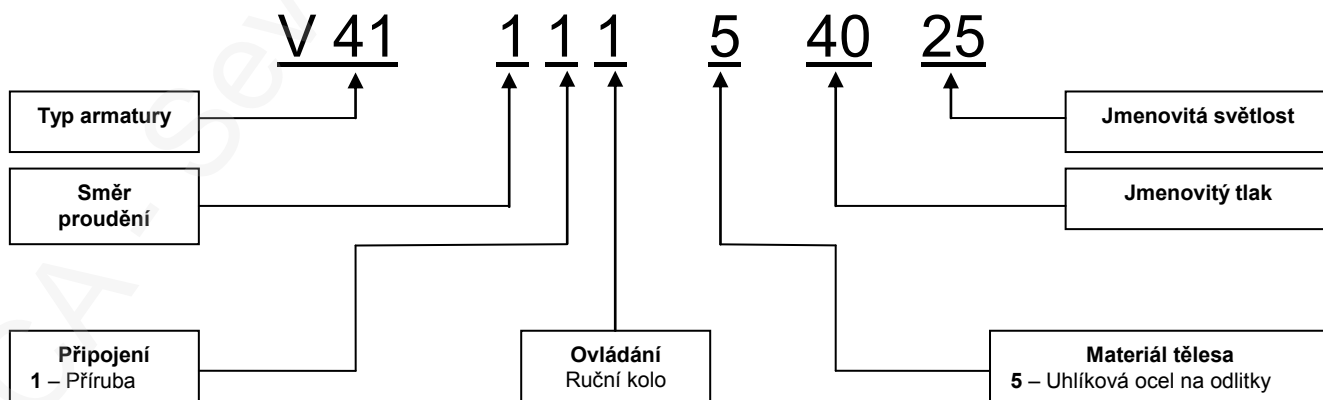 V 41 1 1 1 5 40 25
Typ armatury
Jmenovitá světlost
Směr
proudění
Jmenovitý tlak
Připojení
1 – Příruba
Ovládání
Ruční kolo
Materiál tělesa
5 – Uhlíková ocel na odlitky